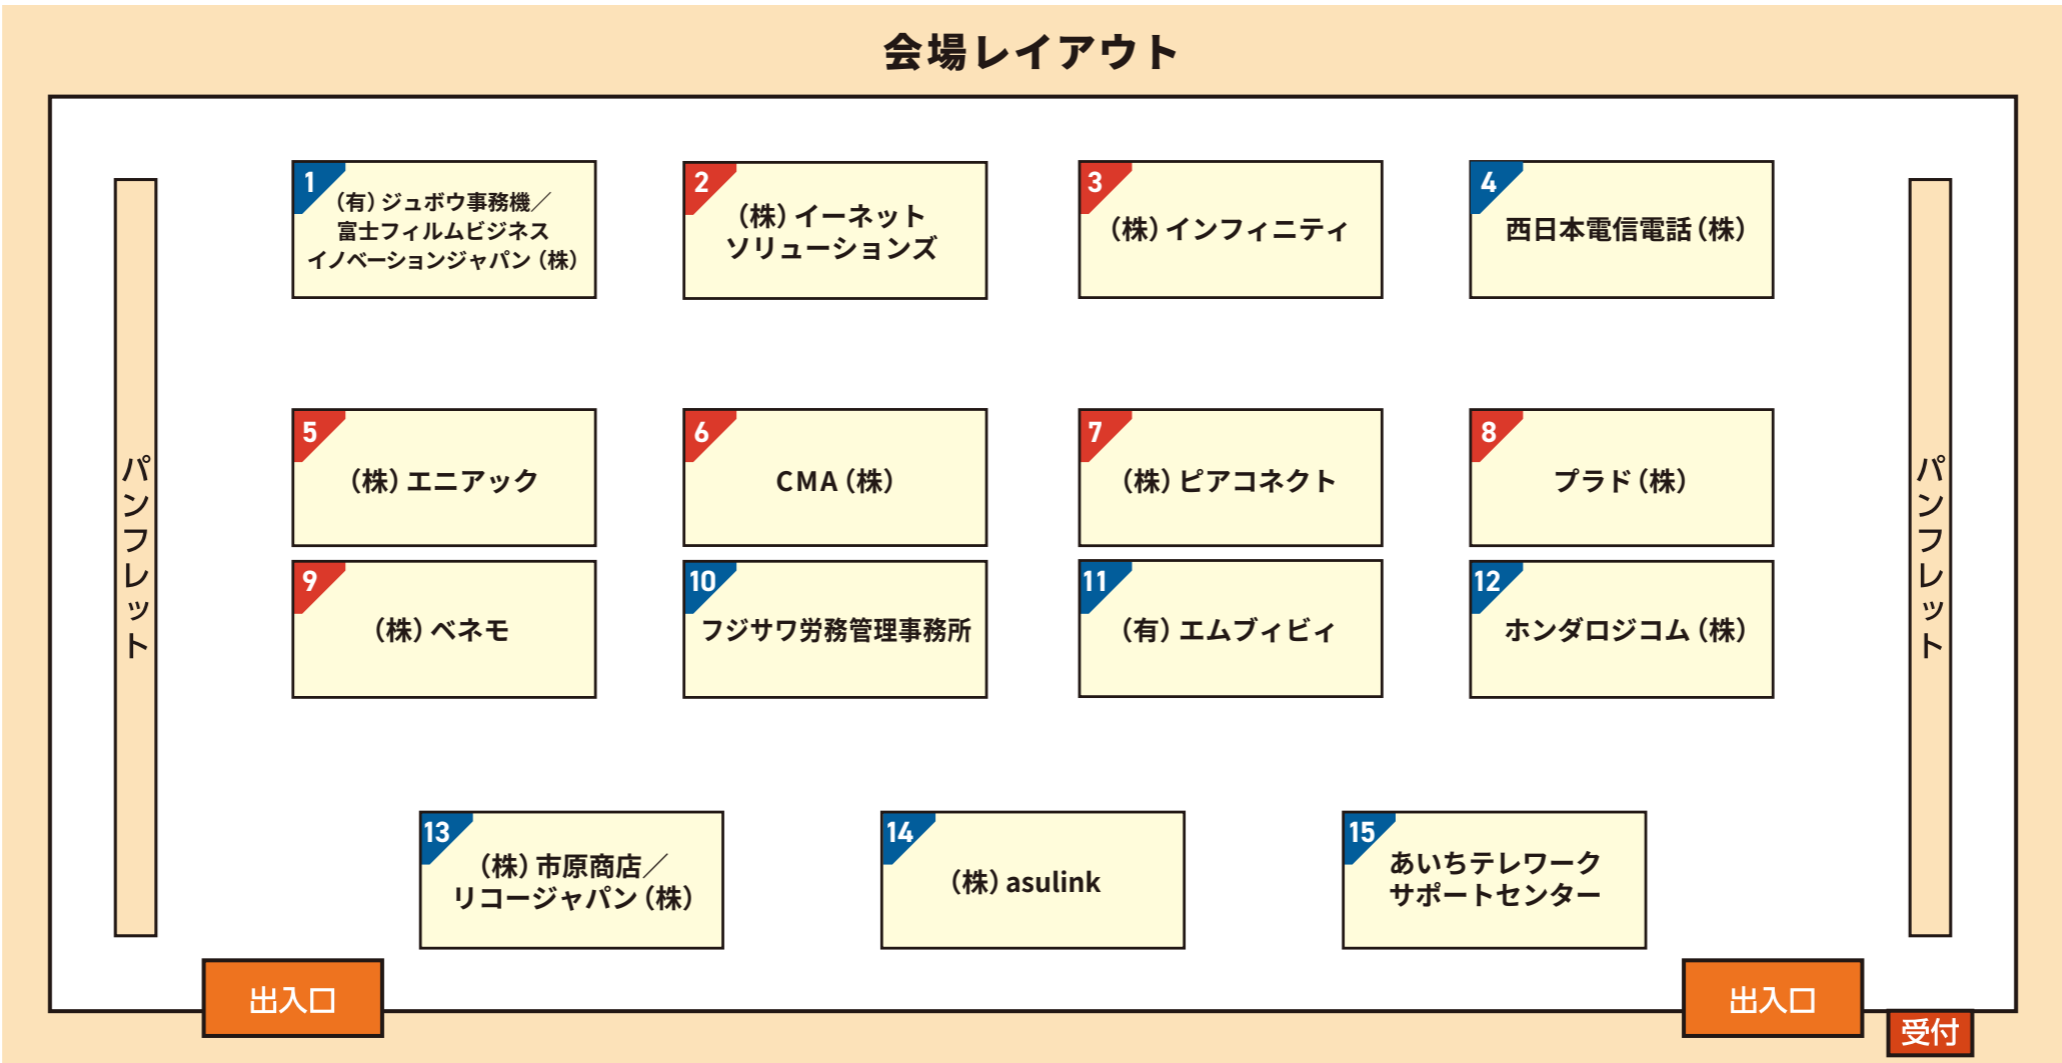 会場レイアウト
1
（有）ジュボウ事務機／
富士フィルムビジネス
イノベーションジャパン（株）
2
（株）イーネット
ソリューションズ
3
（株）インフィニティ
4
西日本電信電話（株）
5
（株）エニアック
6
CMA（株）
7
（株）ピアコネクト
8
プラド（株）
パンフレット
パンフレット
9
（株）ベネモ
10
フジサワ労務管理事務所
11
（有）エムブィビィ
12
ホンダロジコム（株）
13
（株）市原商店／
リコージャパン（株）
14
（株）asulink
15
あいちテレワーク
サポートセンター
出入口
出入口
受付